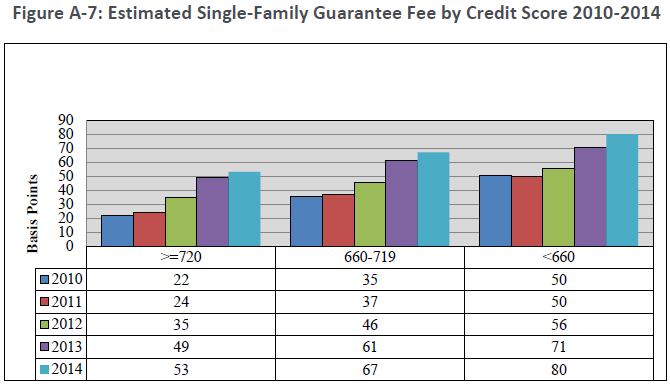 Figure A-7: Estimated Single-Family Guarantee Fee by Credit Score 2010-2014
90
80
70
60
50
40
30
20
10
0
Basis Points
>=720 660-719 <660
2010 22 35 50
2011 24 37 50
2012 35 46 56
2013 49 61 71
2014 53 67 80